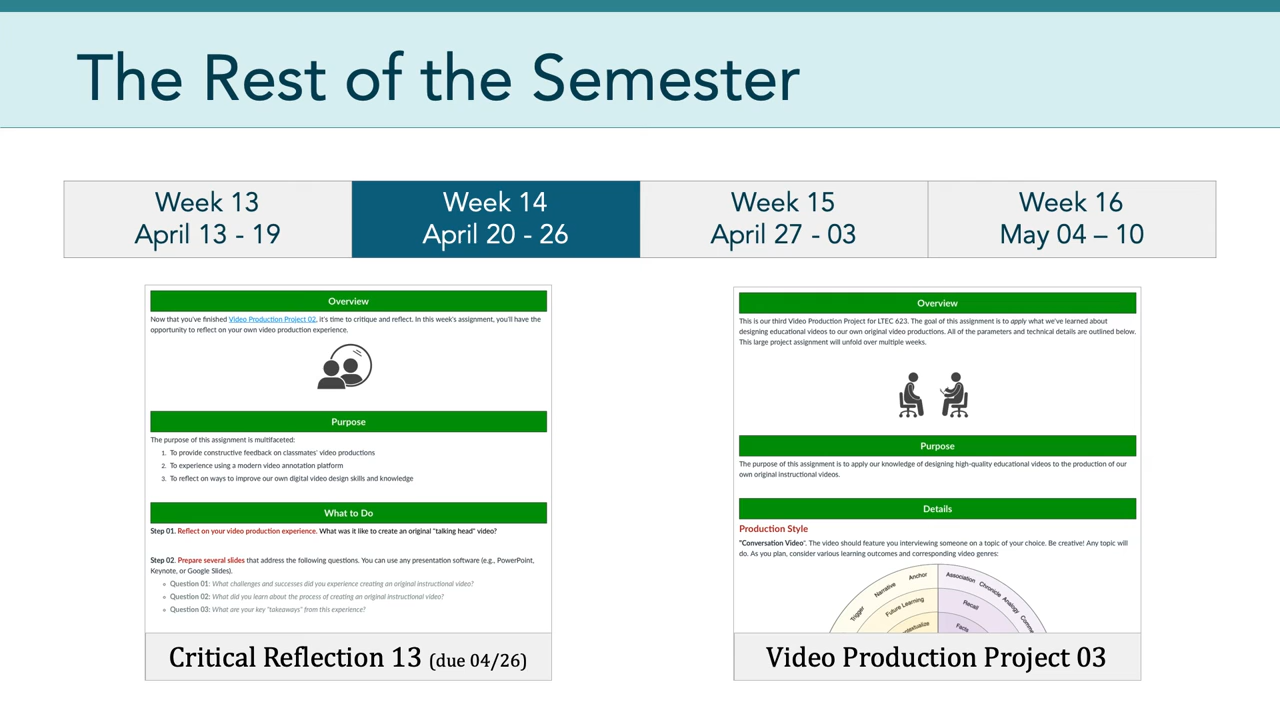 The Rest of the Semester
Week 13
April 13 - 19
Week 14
April 20 - 26
Week 15
April 27 - 03
Week 16
May 04 – 10
Overview
Now that you've finished Video Production Project 02, it's time to critique and reflect. In this week's assignment, you'll have the
opportunity to reflect on your own video production experience.
Purpose
The purpose of this assignment is multifaceted:
1. To provide constructive feedback on classmates' video productions
2. To experience using a modern video annotation platform
3. To reflect on ways to improve our own digital video design skills and knowledge
What to Do
Step 01. Reflect on your video production experience. What was it like to create an original "talking head" video?
Step 02. Prepare several slides that address the following questions. You can use any presentation software (e.g., PowerPoint,
Keynote, or Google Slides).
Question 01: What challenges and successes did you experience creating an original instructional video?
Question 02: What did you learn about the process of creating an original instructional video?
Question 03: What are your key "takeaways" from this experience?
Critical Reflection 13 (due 04/26)
Overview
This is our third Video Production Project for LTEC 623. The goal of this assignment is to apply what we've learned about
designing educational videos to our own original video productions. All of the parameters and technical details are outlined below.
This large project assignment will unfold over multiple weeks.
Purpose
The purpose of this assignment is to apply our knowledge of designing high-quality educational videos to the production of our
own original instructional videos.
Details
Production Style
"Conversation Video". The video should feature you interviewing someone on a topic of your choice. Be creative! Any topic will
do. As you plan, consider various learning outcomes and corresponding video genres:
Trigger
Narrative
Anchor
Association
Chronicle
Analogy
Future Learning
Recall
Facts
Video Production Project 03